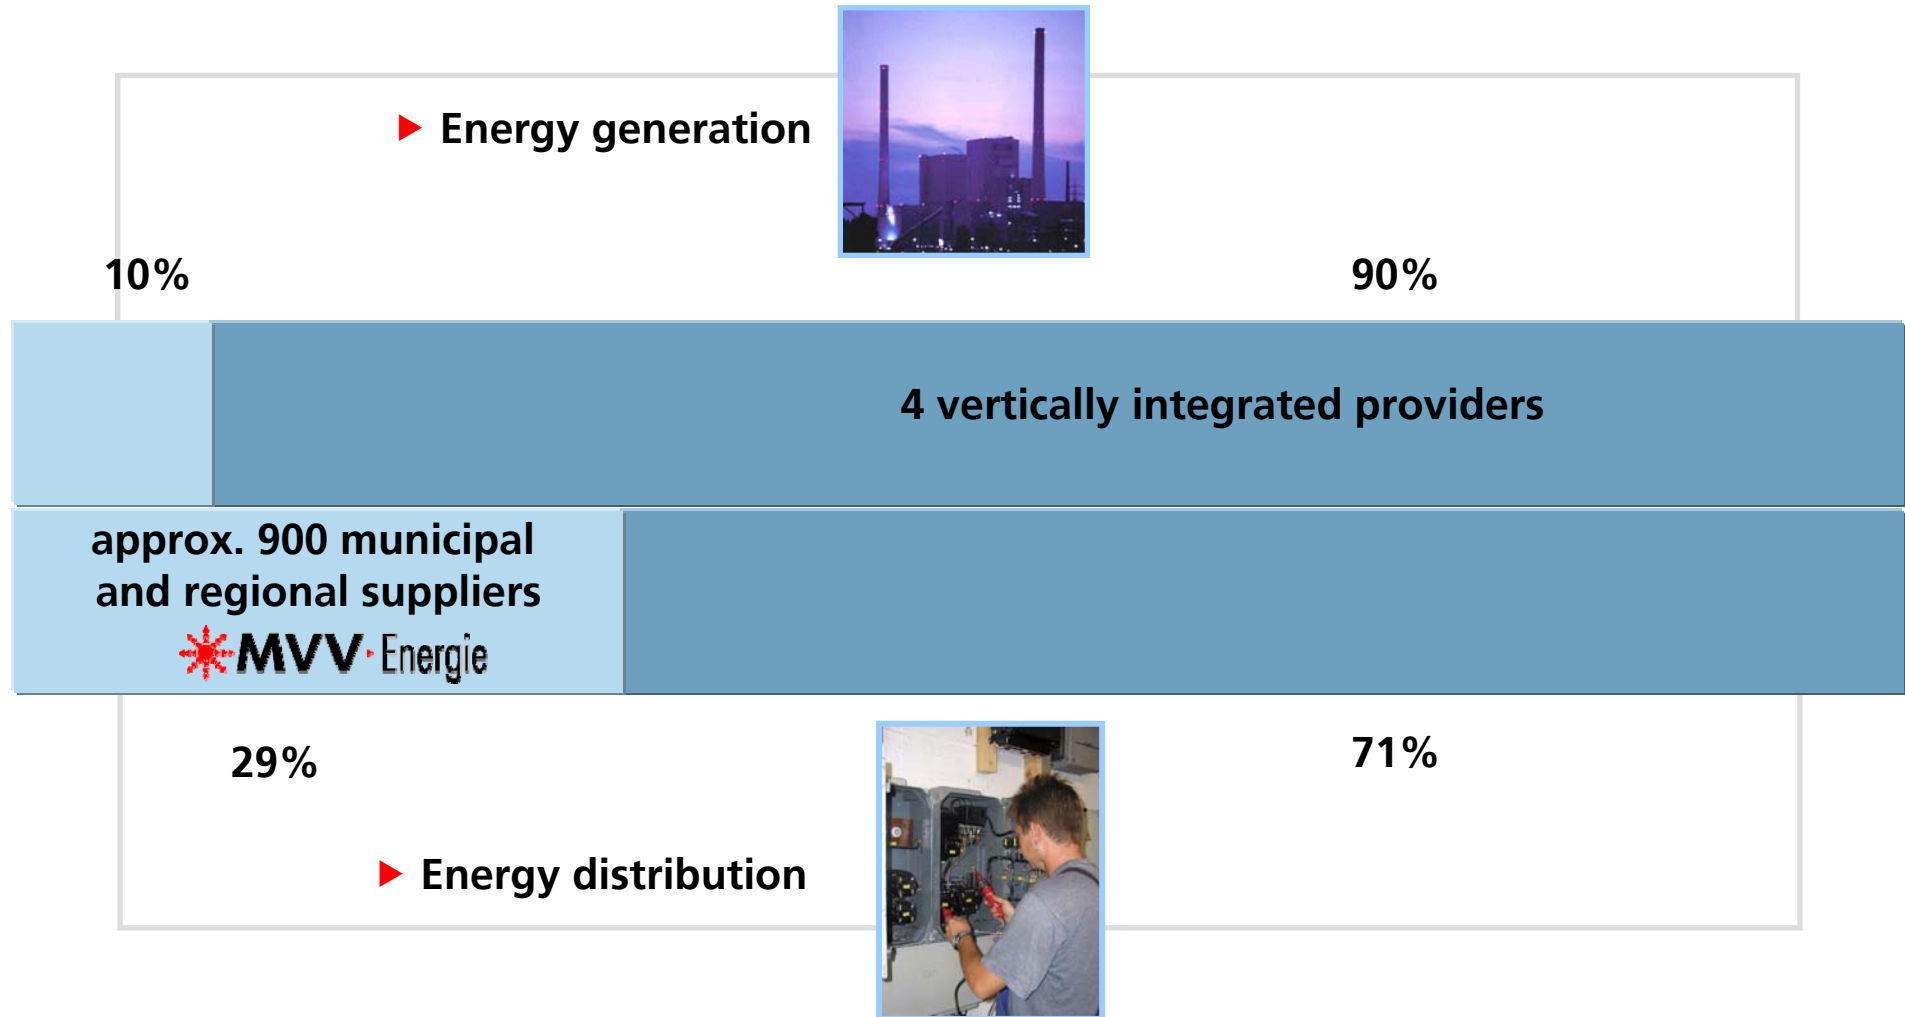 Energy generation
10%
90%
4 vertically integrated providers
approx. 900 municipal
and regional suppliers
MVV Energie
29%
71%
Energy distribution